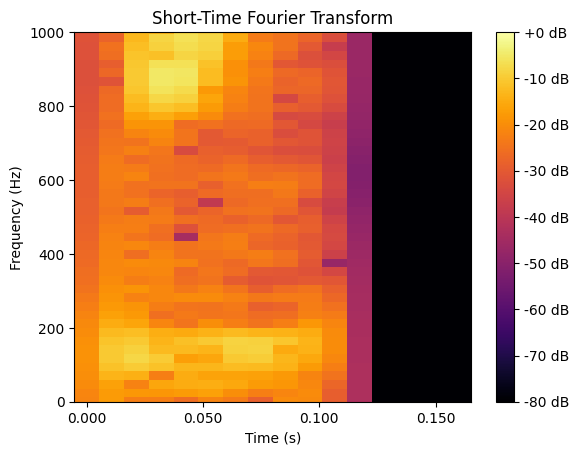 Short-Time Fourier Transform
1000
800
600
400
200
0
Frequency (Hz)
0.000
0.050
0.100
0.150
Time (s)
+0 dB
-10 dB
-20 dB
-30 dB
-40 dB
-50 dB
-60 dB
-70 dB
-80 dB